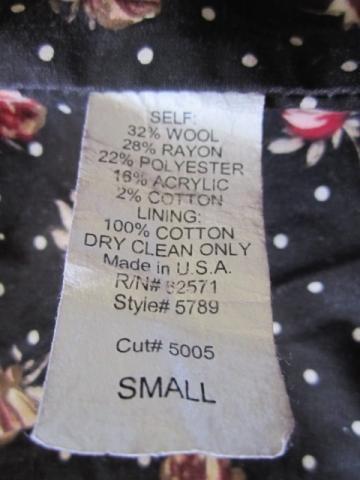 SELF:
32% WOOL
28% RAYON
22% POLYESTER
16% ACRYLIC
2% COTTON
LINING:
100% COTTON
DRY CLEAN ONLY
Made in U.S.A.
R/N# 52571
Style# 5789
Cut# 5005
SMALL